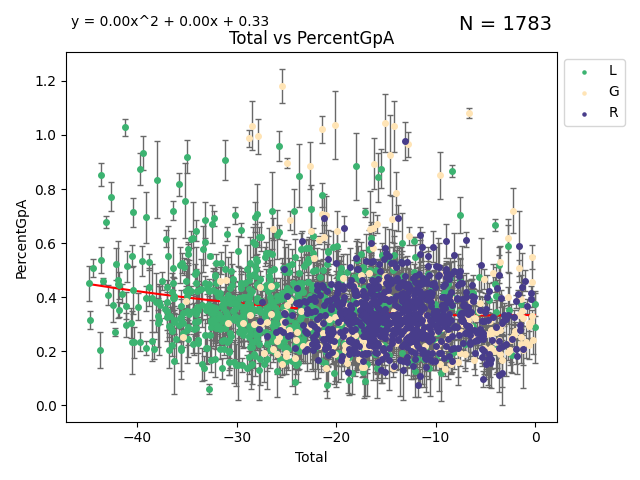 y = 0.00x^2 + 0.00x + 0.33
N = 1783
Total vs PercentGpA
L
G
R
PercentGpA
1.2
1.0
0.8
0.6
0.4
0.2
0.0
−40
−30
−20
−10
0
Total